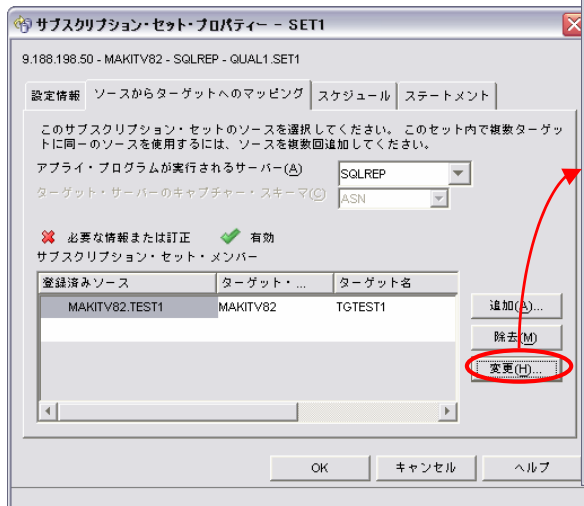 サブスクリプション・セット・プロパティー - SET1
9.188.198.50 - MAKITV82 - SQLREP - QUAL1.SET1
設定情報 ソースからターゲットへのマッピング スケジュール ステートメント
このサブスクリプション・セットのソースを選択してください。 このセット内で複数ターゲッ
トに同一のソースを使用するには、ソースを複数回追加してください。
アプライ・プログラムが実行されるサーバー(A) SQLREP
ターゲット・サーバーのキャプチャー・スキーマ(C) ASN
必要な情報または訂正 有効
サブスクリプション・セット・メンバー
登録済みソース ターゲット・... ターゲット名
MAKITV82.TEST1 MAKITV82 TGTEST1
追加(A)...
除去(M)
変更(H)...
OK キャンセル ヘルプ